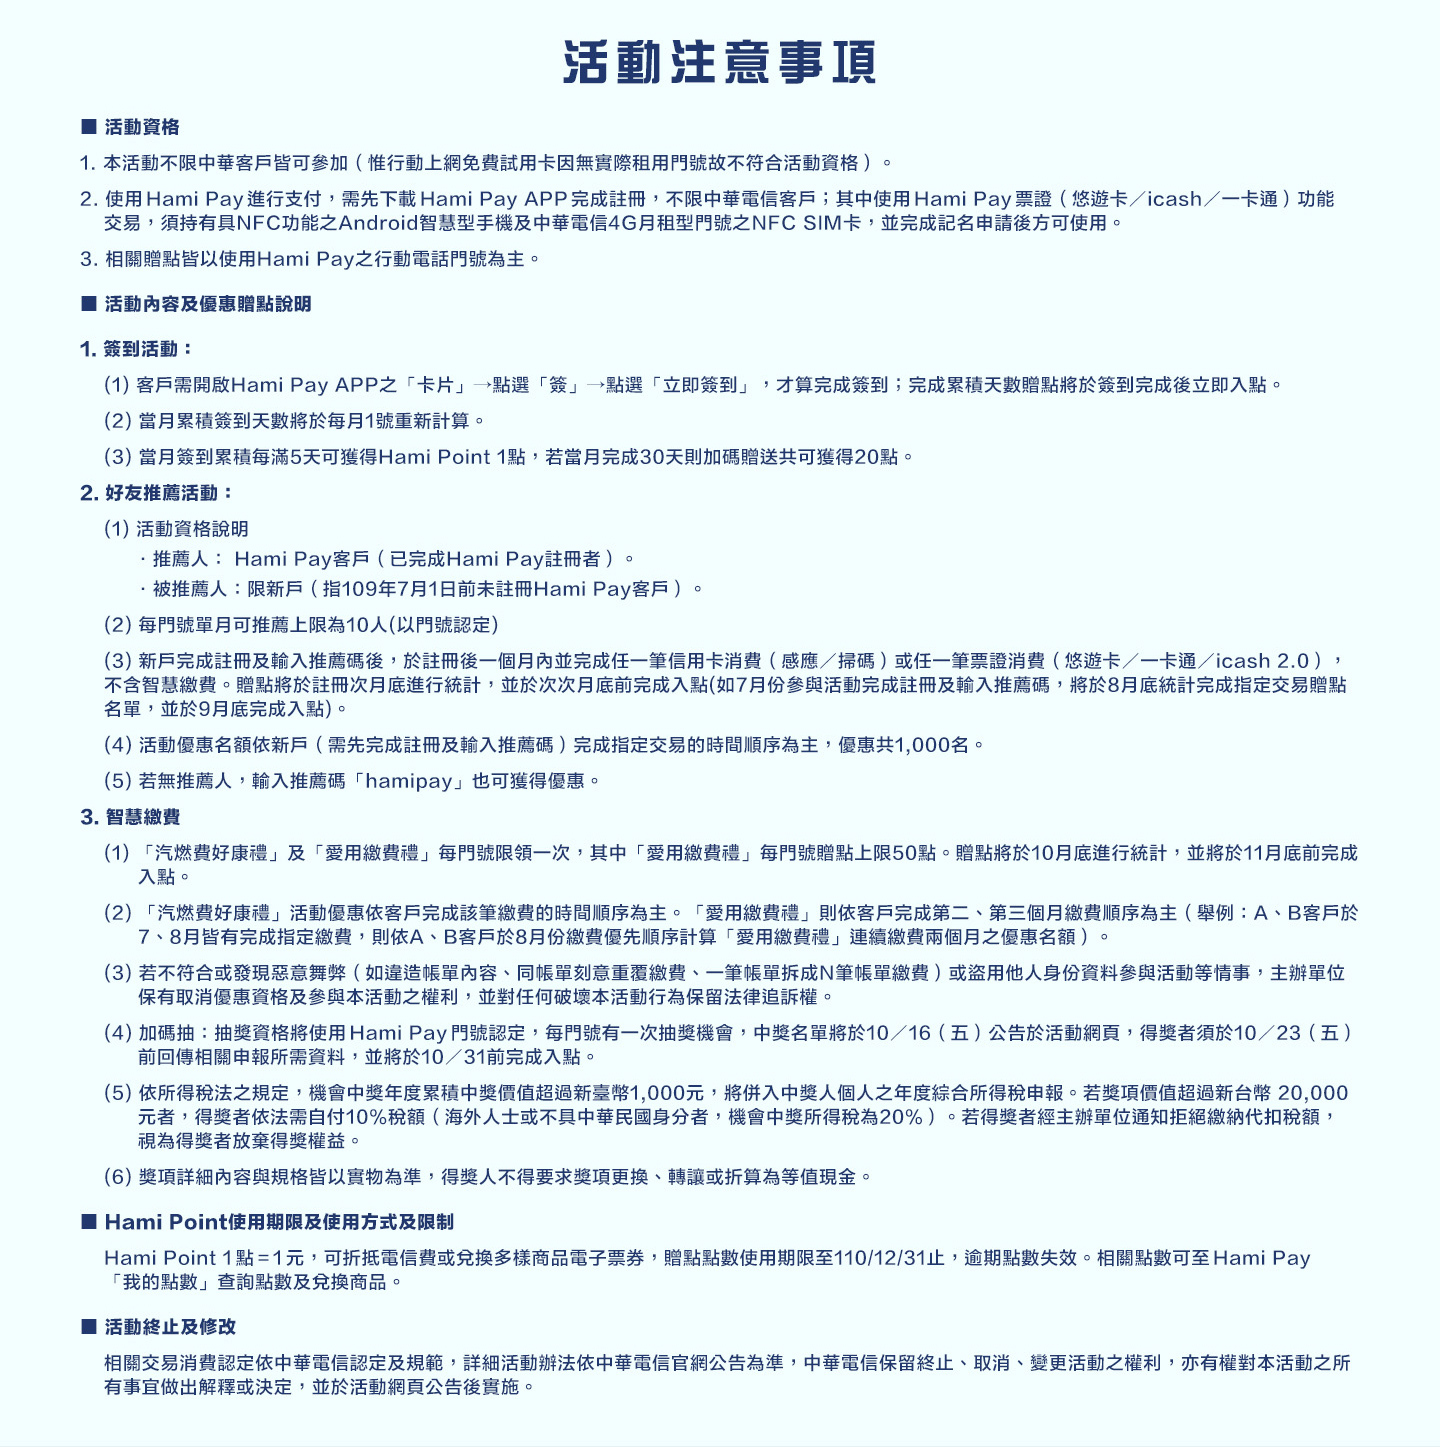 活動注意事項
■ 活動資格
1. 本活動不限中華客戶皆可參加（惟行動上網免費試用卡因無實際租用門號故不符合活動資格）。
2. 使用Hami Pay進行支付，需先下載Hami Pay APP完成註冊，不限中華電信客戶；其中使用Hami Pay票證（悠遊卡／icash／一卡通）功能
交易，須持有具NFC功能之Android智慧型手機及中華電信4G月租型門號之NFC SIM卡，並完成記名申請後方可使用。
3. 相關贈點皆以使用Hami Pay之行動電話門號為主。
■ 活動內容及優惠贈點說明
1. 簽到活動：
(1) 客戶需開啟Hami Pay APP之「卡片」→點選「簽」→點選「立即簽到」，才算完成簽到；完成累積天數贈點將於簽到完成後立即入點。
(2) 當月累積簽到天數將於每月1號重新計算。
(3) 當月簽到累積每滿5天可獲得Hami Point 1點，若當月完成30天則加碼贈送共可獲得20點。
2. 好友推薦活動：
(1) 活動資格說明
· 推薦人： Hami Pay客戶（已完成Hami Pay註冊者）。
· 被推薦人：限新戶（指109年7月1日前未註冊Hami Pay客戶）。
(2) 每門號單月可推薦上限為10人(以門號認定)
(3) 新戶完成註冊及輸入推薦碼後，於註冊後一個月內並完成任一筆信用卡消費（感應／掃碼）或任一筆票證消費（悠遊卡／一卡通／icash 2.0），
不含智慧繳費。贈點將於註冊次月底進行統計，並於次次月底前完成入點(如7月份參與活動完成註冊及輸入推薦碼，將於8月底統計完成指定交易贈點
名單，並於9月底完成入點)。
(4) 活動優惠名額依新戶（需先完成註冊及輸入推薦碼）完成指定交易的時間順序為主，優惠共1,000名。
(5) 若無推薦人，輸入推薦碼「hamipay」也可獲得優惠。
3. 智慧繳費
(1) 「汽燃費好康禮」及「愛用繳費禮」每門號限領一次，其中「愛用繳費禮」每門號贈點上限50點。贈點將於10月底進行統計，並將於11月底前完成
入點。
(2) 「汽燃費好康禮」活動優惠依客戶完成該筆繳費的時間順序為主。「愛用繳費禮」則依客戶完成第二、第三個月繳費順序為主（舉例：A、B客戶於
7、8月皆有完成指定繳費，則依A、B客戶於8月份繳費優先順序計算「愛用繳費禮」連續繳費兩個月之優惠名額）。
(3) 若不符合或發現惡意舞弊（如違造帳單內容、同帳單刻意重覆繳費、一筆帳單拆成N筆帳單繳費）或盜用他人身份資料參與活動等情事，主辦單位
保有取消優惠資格及參與本活動之權利，並對任何破壞本活動行為保留法律追訴權。
(4) 加碼抽：抽獎資格將使用Hami Pay門號認定，每門號有一次抽獎機會，中獎名單將於10／16（五）公告於活動網頁，得獎者須於10／23（五）
前回傳相關申報所需資料，並將於10／31前完成入點。
(5) 依所得稅法之規定，機會中獎年度累積中獎價值超過新臺幣1,000元，將併入中獎人個人之年度綜合所得稅申報。若獎項價值超過新台幣 20,000
元者，得獎者依法需自付10%稅額（海外人士或不具中華民國身分者，機會中獎所得稅為20%）。若得獎者經主辦單位通知拒絕繳納代扣稅額，
視為得獎者放棄得獎權益。
(6) 獎項詳細內容與規格皆以實物為準，得獎人不得要求獎項更換、轉讓或折算為等值現金。
■ Hami Point使用期限及使用方式及限制
Hami Point 1點=1元，可折抵電信費或兌換多樣商品電子票券，贈點點數使用期限至110/12/31止，逾期點數失效。相關點數可至Hami Pay
「我的點數」查詢點數及兌換商品。
■ 活動終止及修改
相關交易消費認定依中華電信認定及規範，詳細活動辦法依中華電信官網公告為準，中華電信保留終止、取消、變更活動之權利，亦有權對本活動之所
有事宜做出解釋或決定，並於活動網頁公告後實施。